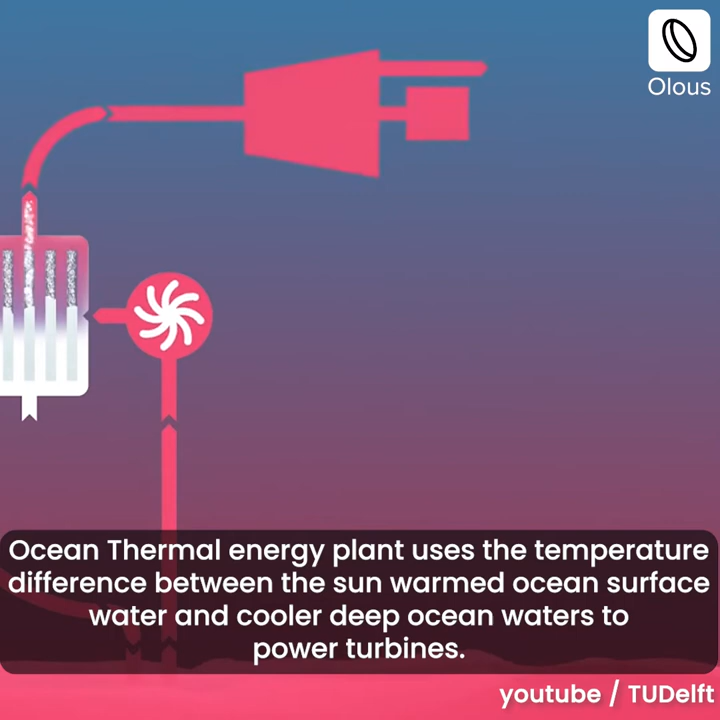 Olous
Ocean Thermal energy plant uses the temperature
difference between the sun warmed ocean surface
water and cooler deep ocean waters to
power turbines.
youtube / TUDelft